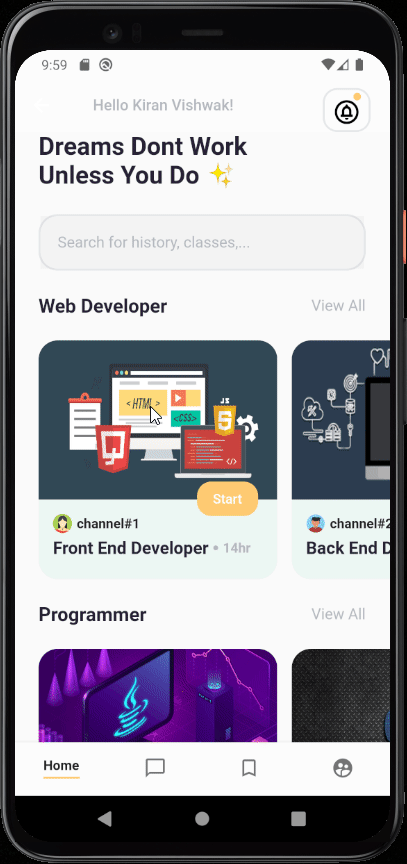 9:59
Hello Kiran Vishwak!
Dreams Dont Work
Unless You Do ✨
Search for history, classes,...
Web Developer
View All
< HTML >
<CSS>
JS
5
</>
Start
channel#1
channel#2
Front End Developer • 14hr
Back End D
Programmer
View All
Home